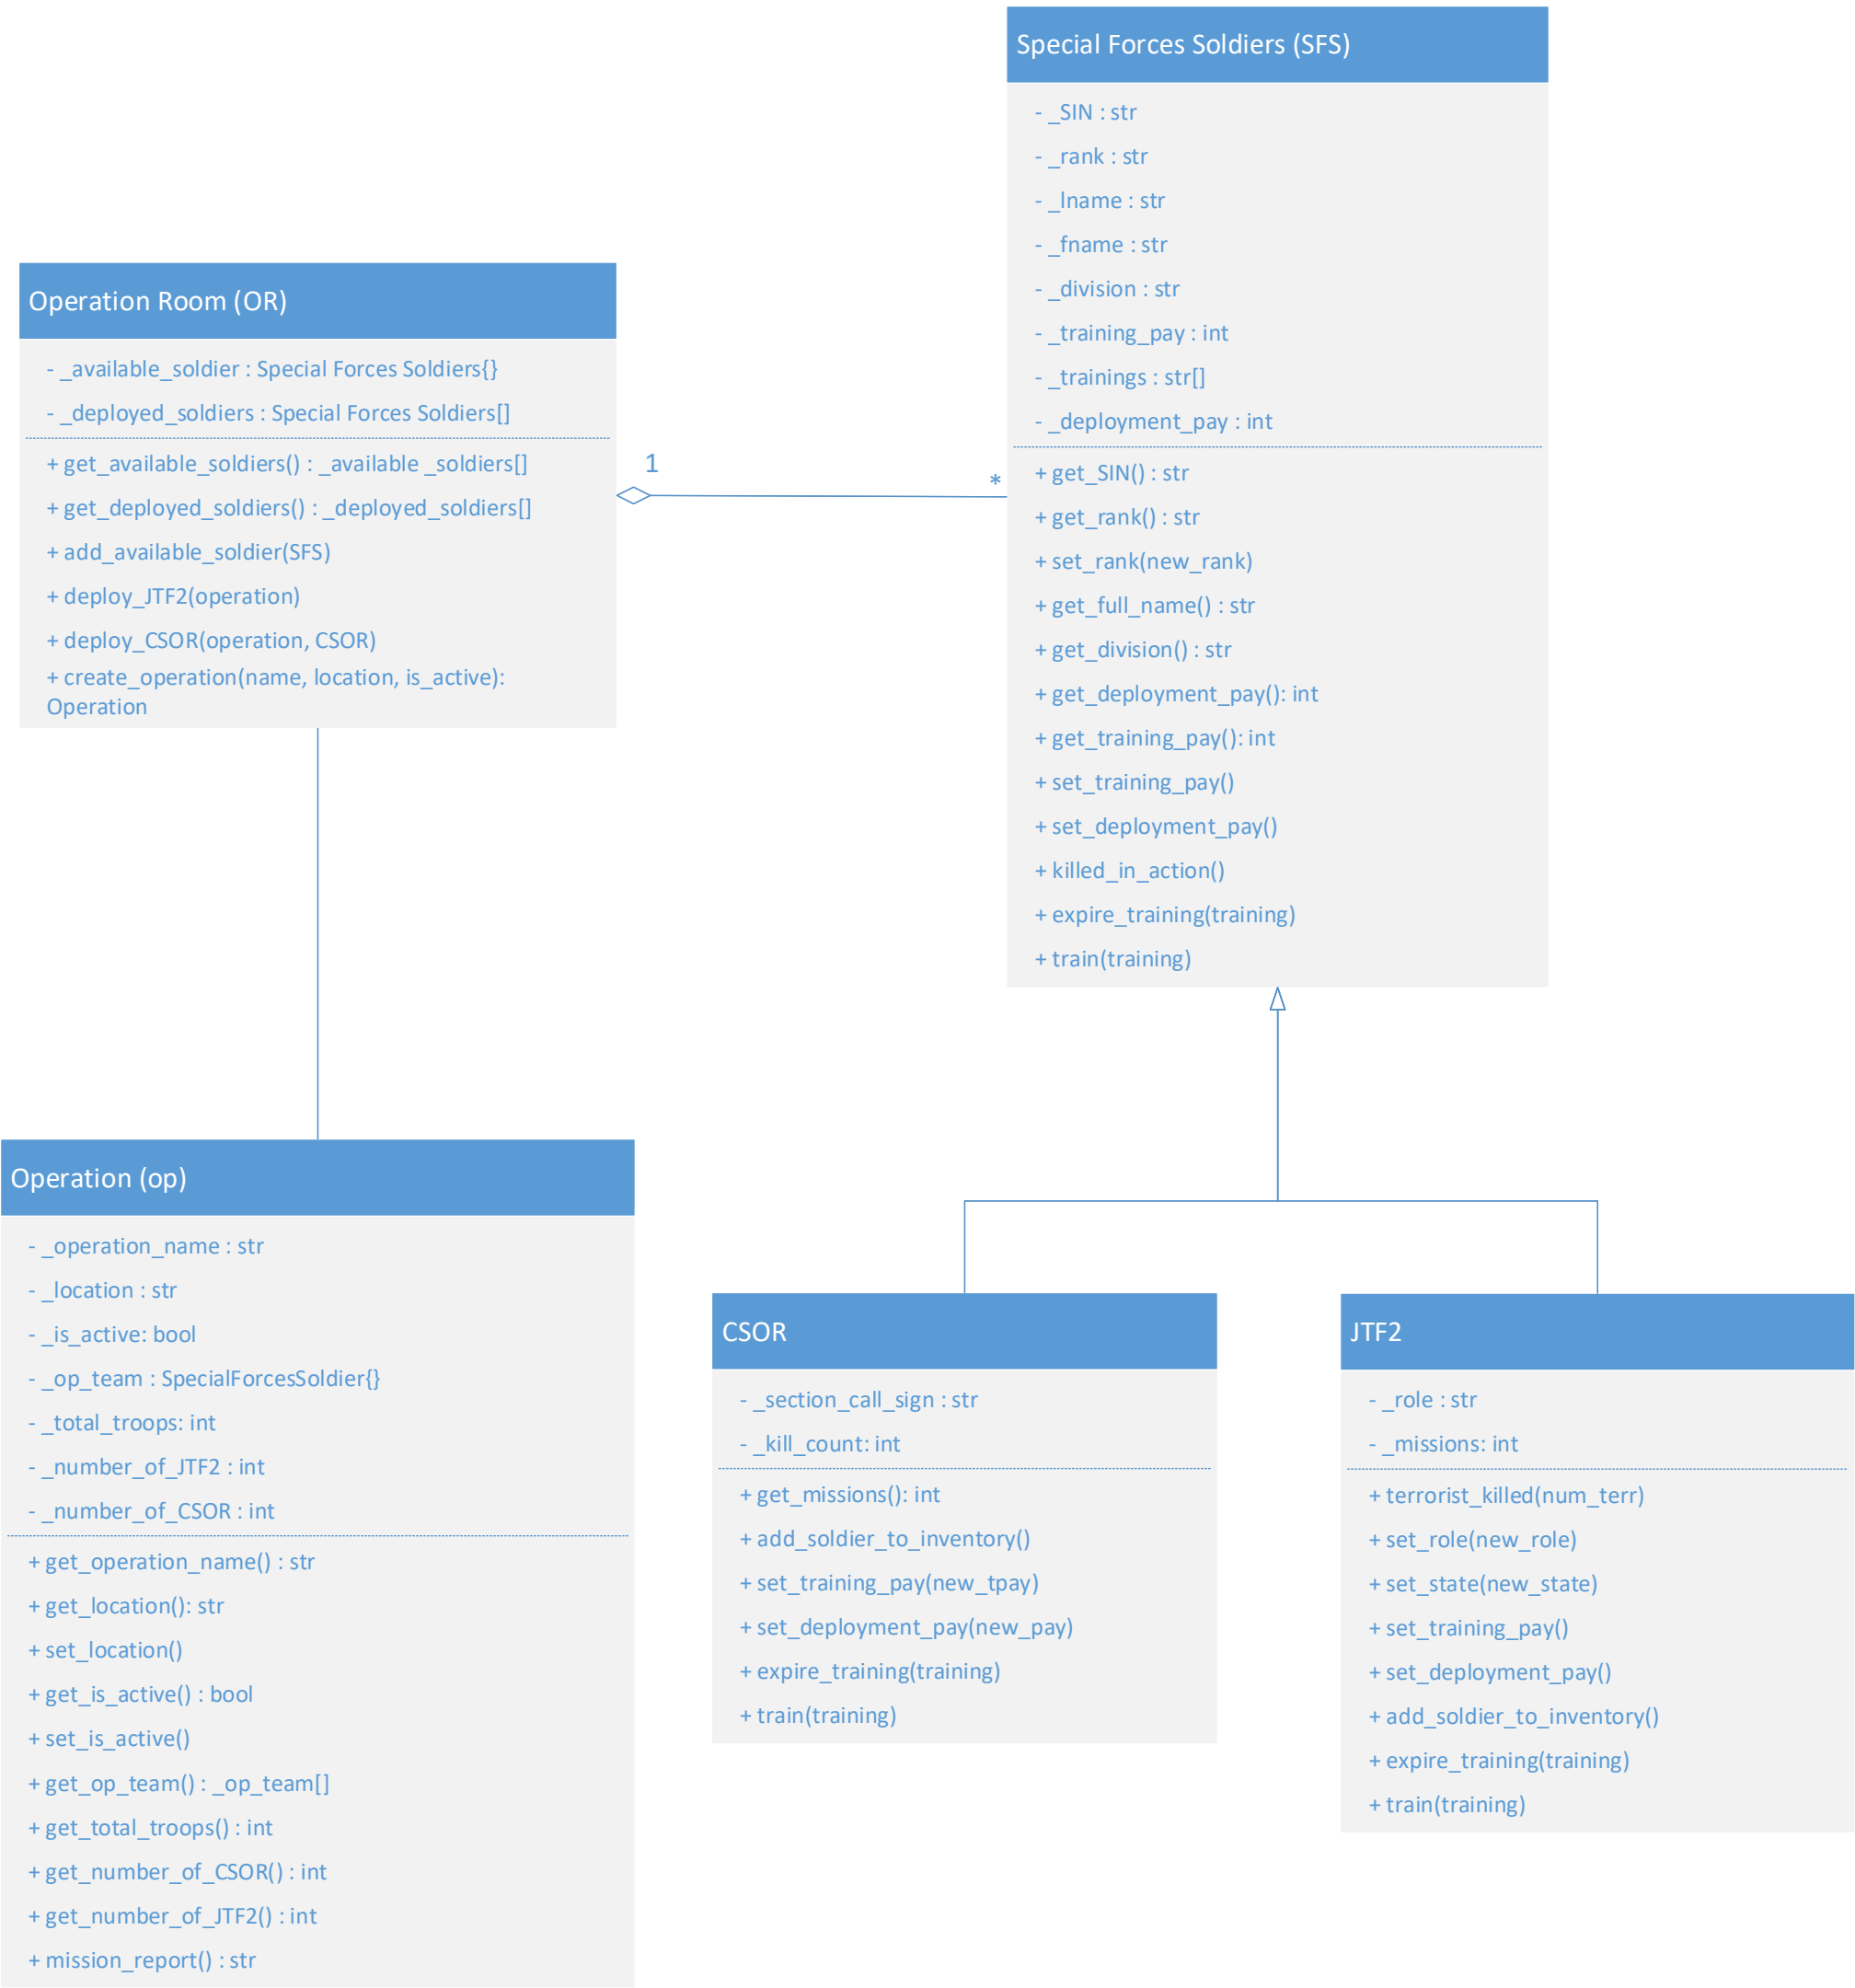 Special Forces Soldiers (SFS)
- _SIN : str
- _rank : str
- _lname : str
- _fname : str
- _division : str
- _training_pay : int
- _trainings : str[]
- _deployment_pay : int
+ get_SIN() : str
+ get_rank() : str
+ set_rank(new_rank)
+ get_full_name() : str
+ get_division() : str
+ get_deployment_pay(): int
+ get_training_pay(): int
+ set_training_pay()
+ set_deployment_pay()
+ killed_in_action()
+ expire_training(training)
+ train(training)
Operation Room (OR)
- _available_soldier : Special Forces Soldiers{}
- _deployed_soldiers : Special Forces Soldiers[]
+ get_available_soldiers() : _available _soldiers[]
+ get_deployed_soldiers() : _deployed_soldiers[]
+ add_available_soldier(SFS)
+ deploy_JTF2(operation)
+ deploy_CSOR(operation, CSOR)
+ create_operation(name, location, is_active):
Operation
1
*
Operation (op)
- _operation_name : str
- _location : str
- _is_active: bool
- _op_team : SpecialForcesSoldier{}
- _total_troops: int
- _number_of_JTF2 : int
- _number_of_CSOR : int
+ get_operation_name() : str
+ get_location(): str
+ set_location()
+ get_is_active() : bool
+ set_is_active()
+ get_op_team() : _op_team[]
+ get_total_troops() : int
+ get_number_of_CSOR() : int
+ get_number_of_JTF2() : int
+ mission_report() : str
CSOR
- _section_call_sign : str
- _kill_count: int
+ get_missions(): int
+ add_soldier_to_inventory()
+ set_training_pay(new_tpay)
+ set_deployment_pay(new_pay)
+ expire_training(training)
+ train(training)
JTF2
- _role : str
- _missions: int
+ terrorist_killed(num_terr)
+ set_role(new_role)
+ set_state(new_state)
+ set_training_pay()
+ set_deployment_pay()
+ add_soldier_to_inventory()
+ expire_training(training)
+ train(training)